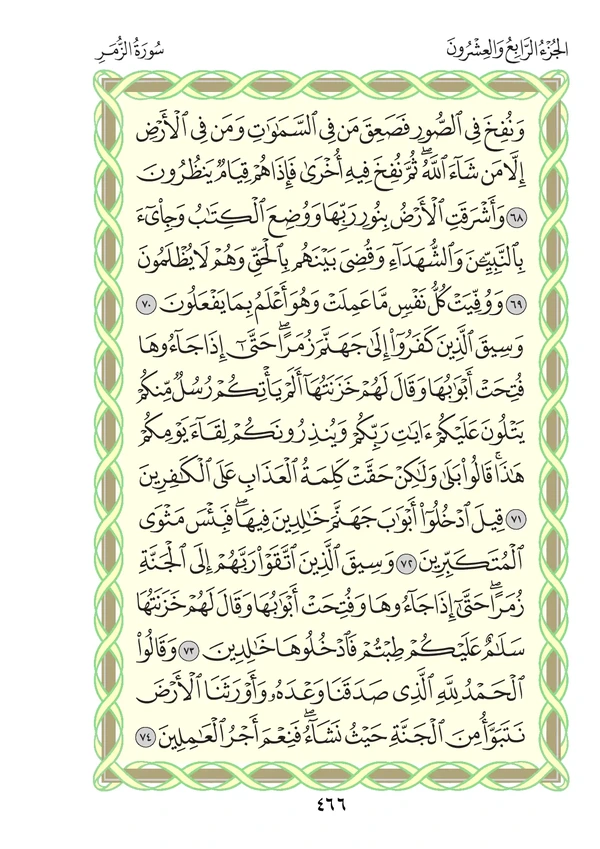 الجُزْءُ الرَّابِعُ وَالعِشْرُونَ
سُورَةُ الزُّمَرِ
وَنُفِخَ فِي ٱلصُّورِ فَصَعِقَ مَن فِي ٱلسَّمَٰوَٰتِ وَمَن فِي ٱلْأَرْضِ
إِلَّا مَن شَآءَ ٱللَّهُ ۖ ثُمَّ نُفِخَ فِيهِ أُخْرَىٰ فَإِذَا هُمْ قِيَامٌ يَنظُرُونَ
٦٨ وَأَشْرَقَتِ ٱلْأَرْضُ بِنُورِ رَبِّهَا وَوُضِعَ ٱلْكِتَٰبُ وَجِا۟ىٓءَ
بِٱلنَّبِيِّۦنَ وَٱلشُّهَدَآءِ وَقُضِيَ بَيْنَهُم بِٱلْحَقِّ وَهُمْ لَا يُظْلَمُونَ
٦٩ وَوُفِّيَتْ كُلُّ نَفْسٍ مَّا عَمِلَتْ وَهُوَ أَعْلَمُ بِمَا يَفْعَلُونَ ٧٠
وَسِيقَ ٱلَّذِينَ كَفَرُوٓا۟ إِلَىٰ جَهَنَّمَ زُمَرًا ۖ حَتَّىٰٓ إِذَا جَآءُوهَا
فُتِحَتْ أَبْوَٰبُهَا وَقَالَ لَهُمْ خَزَنَتُهَآ أَلَمْ يَأْتِكُمْ رُسُلٌ مِّنكُمْ
يَتْلُونَ عَلَيْكُمْ ءَايَٰتِ رَبِّكُمْ وَيُنذِرُونَكُمْ لِقَآءَ يَوْمِكُمْ
هَٰذَا ۚ قَالُوا۟ بَلَىٰ وَلَٰكِنْ حَقَّتْ كَلِمَةُ ٱلْعَذَابِ عَلَى ٱلْكَٰفِرِينَ
٧١ قِيلَ ٱدْخُلُوٓا۟ أَبْوَٰبَ جَهَنَّمَ خَٰلِدِينَ فِيهَا ۖ فَبِئْسَ مَثْوَى
ٱلْمُتَكَبِّرِينَ ٧٢ وَسِيقَ ٱلَّذِينَ ٱتَّقَوْا۟ رَبَّهُمْ إِلَى ٱلْجَنَّةِ
زُمَرًا ۖ حَتَّىٰٓ إِذَا جَآءُوهَا وَفُتِحَتْ أَبْوَٰبُهَا وَقَالَ لَهُمْ خَزَنَتُهَا
سَلَٰمٌ عَلَيْكُمْ طِبْتُمْ فَٱدْخُلُوهَا خَٰلِدِينَ ٧٣ وَقَالُوا۟
ٱلْحَمْدُ لِلَّهِ ٱلَّذِي صَدَقَنَا وَعْدَهُۥ وَأَوْرَثَنَا ٱلْأَرْضَ
نَتَبَوَّأُ مِنَ ٱلْجَنَّةِ حَيْثُ نَشَآءُ ۖ فَنِعْمَ أَجْرُ ٱلْعَٰمِلِينَ ٧٤
٤٦٦